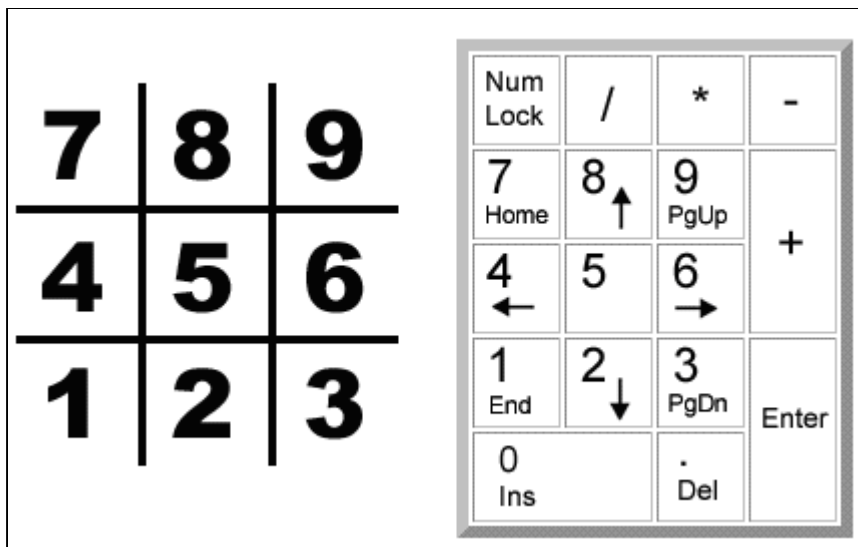 7 8 9
4 5 6
1 2 3
Num
Lock
/ * -
7 8 9
Home PgUp
+
4 5 6
1 2 3
End PgDn
Enter
0 .
Ins Del